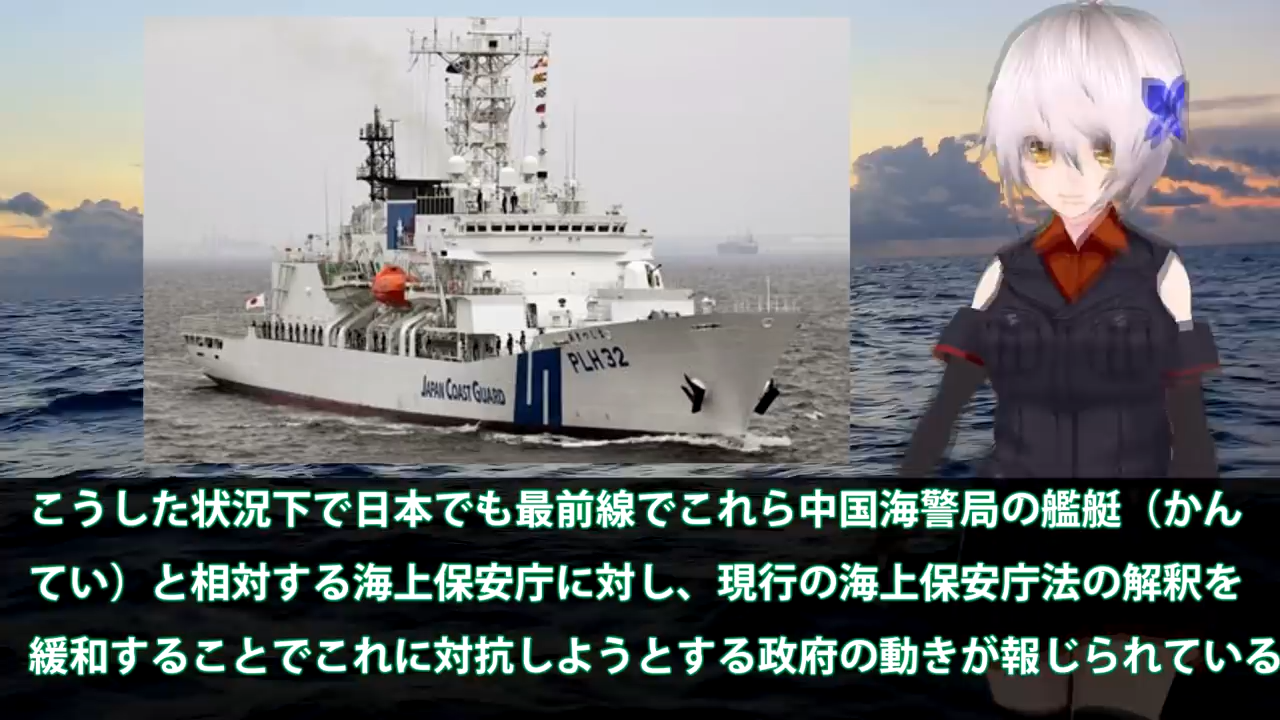 PLH32
JAPAN COAST GUARD
こうした状況下で日本でも最前線でこれら中国海警局の艦艇（かん
てい）と相対する海上保安庁に対し、現行の海上保安庁法の解釈を
緩和することでこれに対抗しようとする政府の動きが報じられている